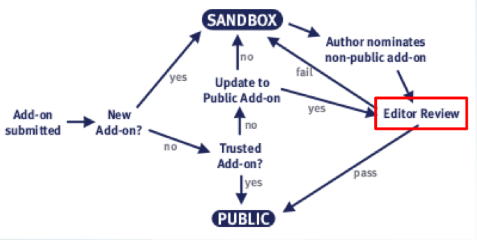 SANDBOX
Author nominates
non-public add-on
no
fail
yes
Update to
Public Add-on
yes
Add-on
submitted
New
Add-on?
Editor Review
no
no
Trusted
Add-on?
pass
yes
PUBLIC